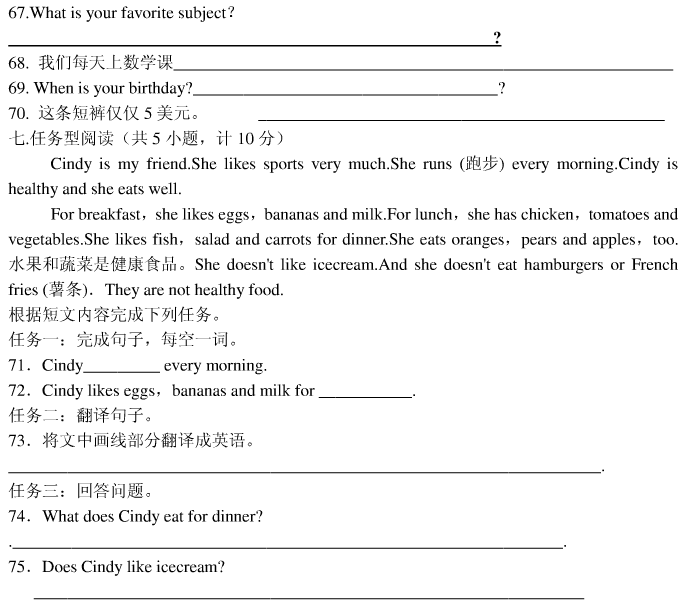 67.What is your favorite subject?
?
68. 我们每天上数学课
69. When is your birthday? ?
70. 这条短裤仅仅 5 美元。
七.任务型阅读（共 5 小题，计 10 分）
Cindy is my friend.She likes sports very much.She runs (跑步) every morning.Cindy is
healthy and she eats well.
For breakfast，she likes eggs，bananas and milk.For lunch，she has chicken，tomatoes and
vegetables.She likes fish，salad and carrots for dinner.She eats oranges，pears and apples，too.
水果和蔬菜是健康食品。She doesn't like icecream.And she doesn't eat hamburgers or French
fries (薯条)．They are not healthy food.
根据短文内容完成下列任务。
任务一：完成句子，每空一词。
71．Cindy_________ every morning.
72．Cindy likes eggs，bananas and milk for ___________.
任务二：翻译句子。
73．将文中画线部分翻译成英语。
.
任务三：回答问题。
74．What does Cindy eat for dinner?
. .
75．Does Cindy like icecream?